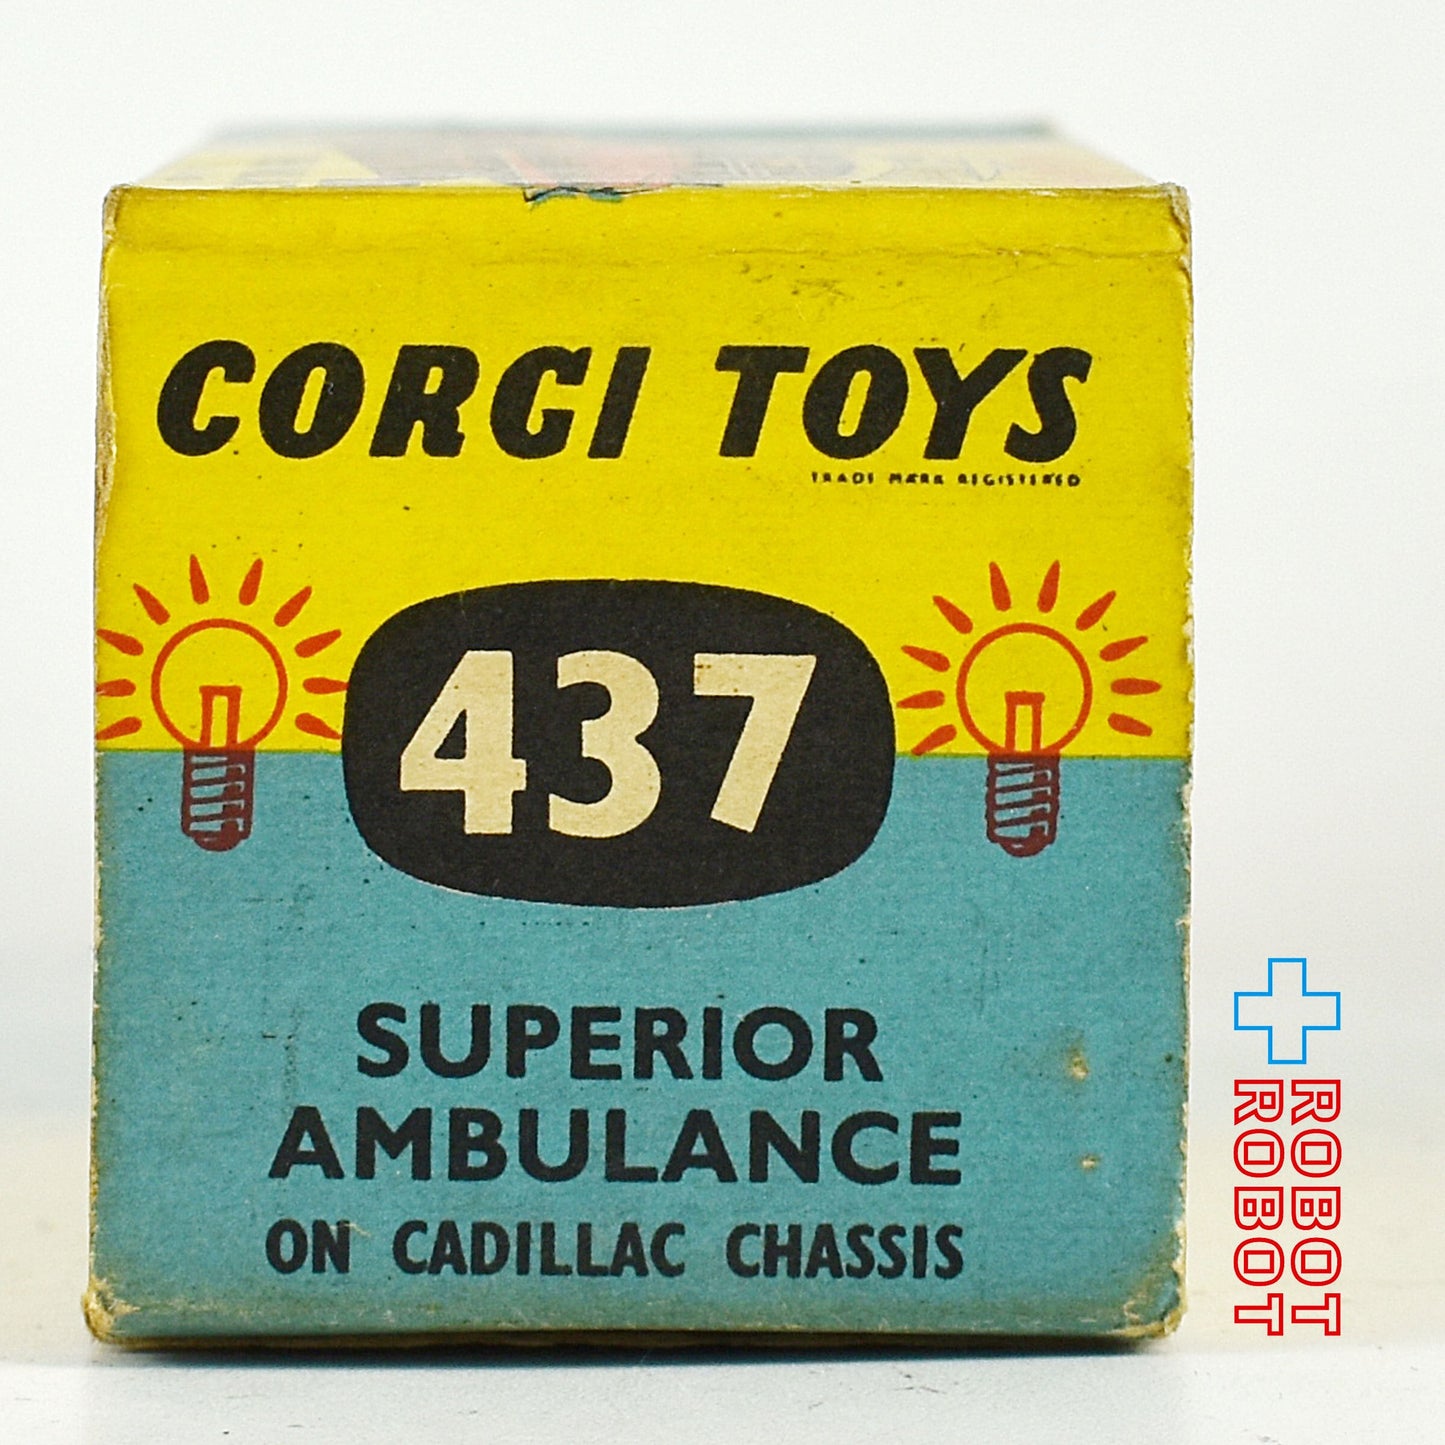 CORGI TOYS
TRADE MARK REGISTERED
437
SUPERIOR
AMBULANCE
ON CADILLAC CHASSIS
ROBOT
ROBOT